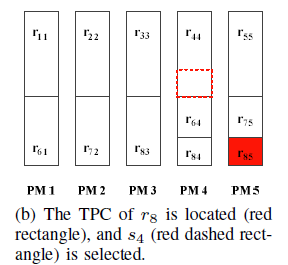 r11 r22 r33 r44 r55
r64 r75
r61 r72 r83 r84 r85
PM 1 PM 2 PM 3 PM 4 PM 5
(b) The TPC of r8 is located (red
rectangle), and s4 (red dashed rect-
angle) is selected.